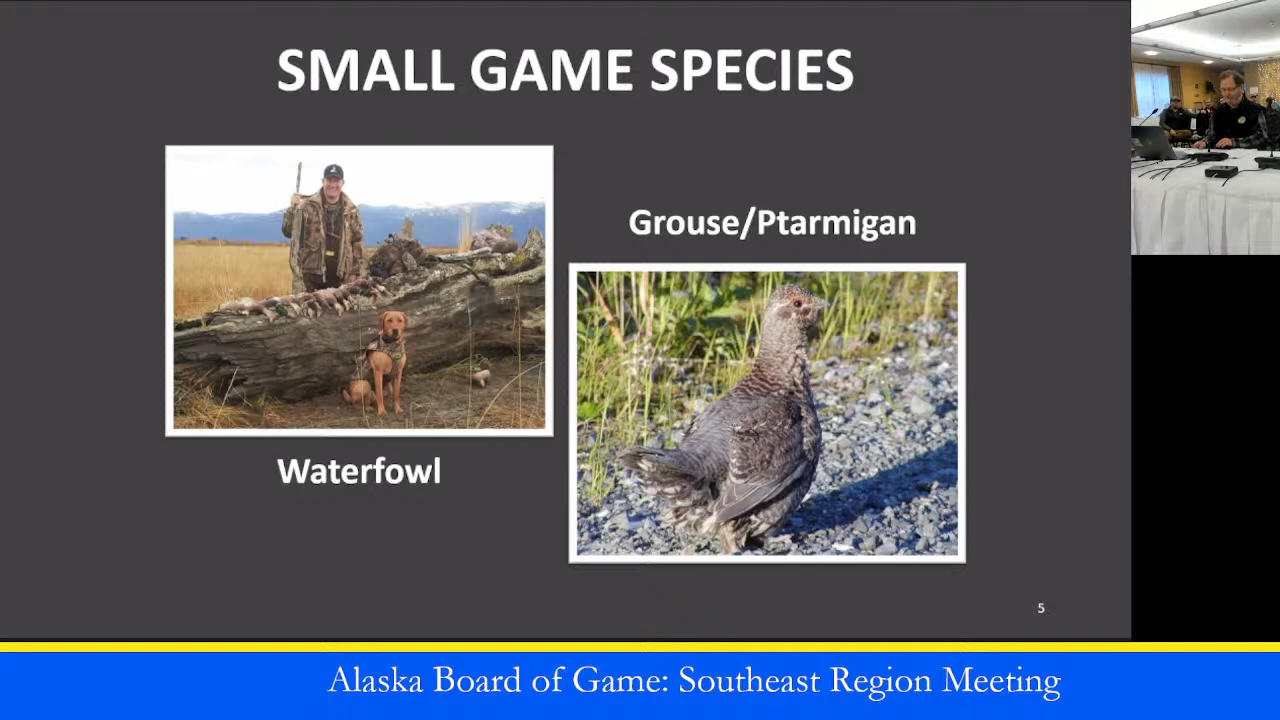 SMALL GAME SPECIES
Grouse/Ptarmigan
Waterfowl
5
Alaska Board of Game: Southeast Region Meeting